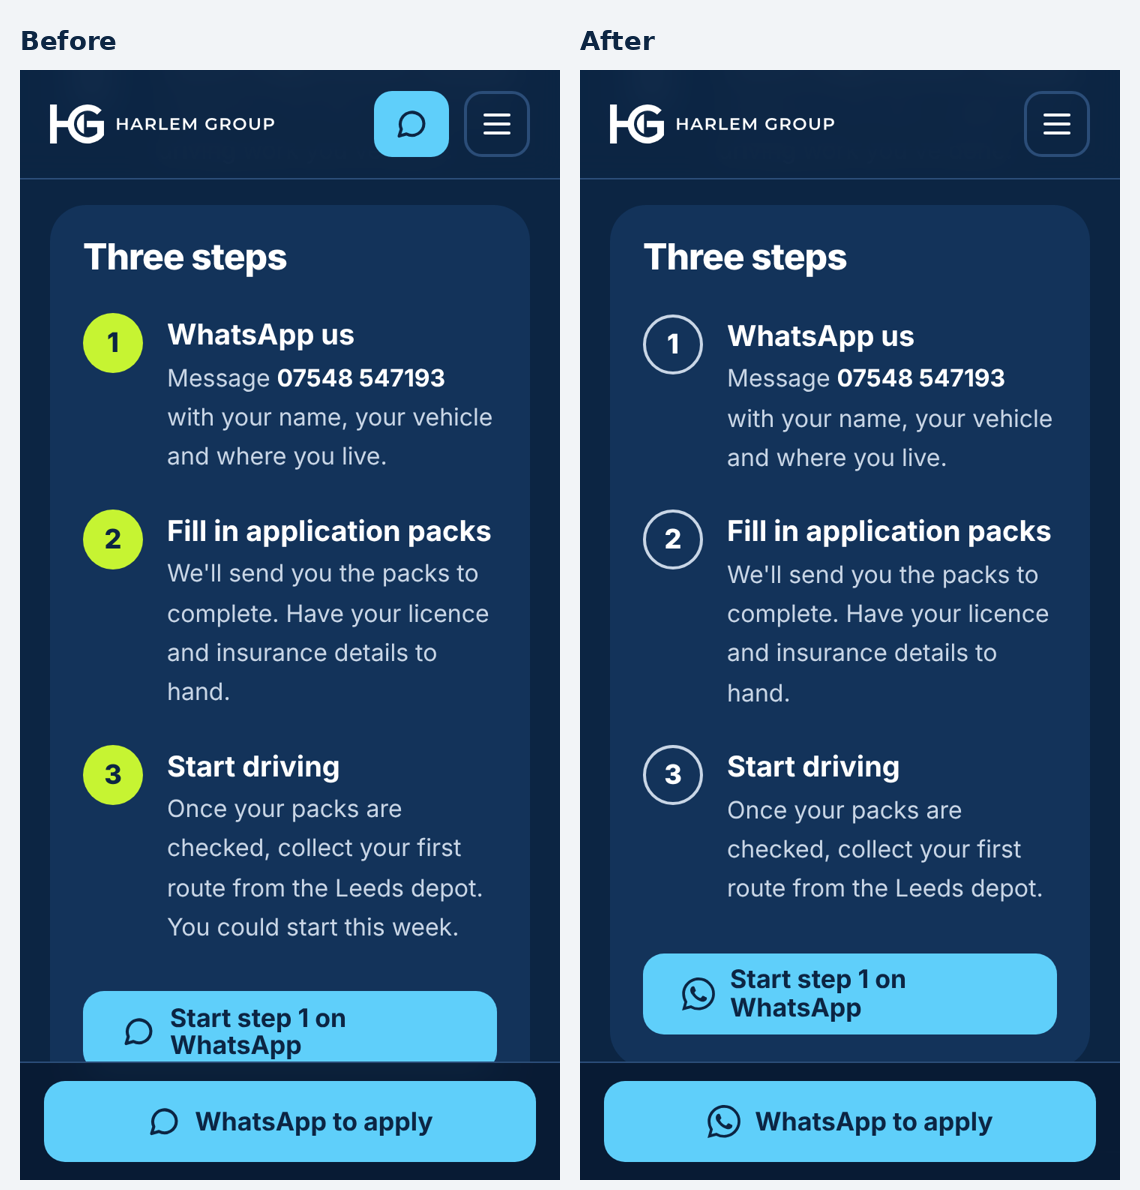 Before
HG HARLEM GROUP
Three steps
1 WhatsApp us
Message 07548 547193
with your name, your vehicle
and where you live.
2 Fill in application packs
We'll send you the packs to
complete. Have your licence
and insurance details to
hand.
3 Start driving
Once your packs are
checked, collect your first
route from the Leeds depot.
You could start this week.
Start step 1 on
WhatsApp
WhatsApp to apply
After
HG HARLEM GROUP
Three steps
1 WhatsApp us
Message 07548 547193
with your name, your vehicle
and where you live.
2 Fill in application packs
We'll send you the packs to
complete. Have your licence
and insurance details to
hand.
3 Start driving
Once your packs are
checked, collect your first
route from the Leeds depot.
Start step 1 on
WhatsApp
WhatsApp to apply